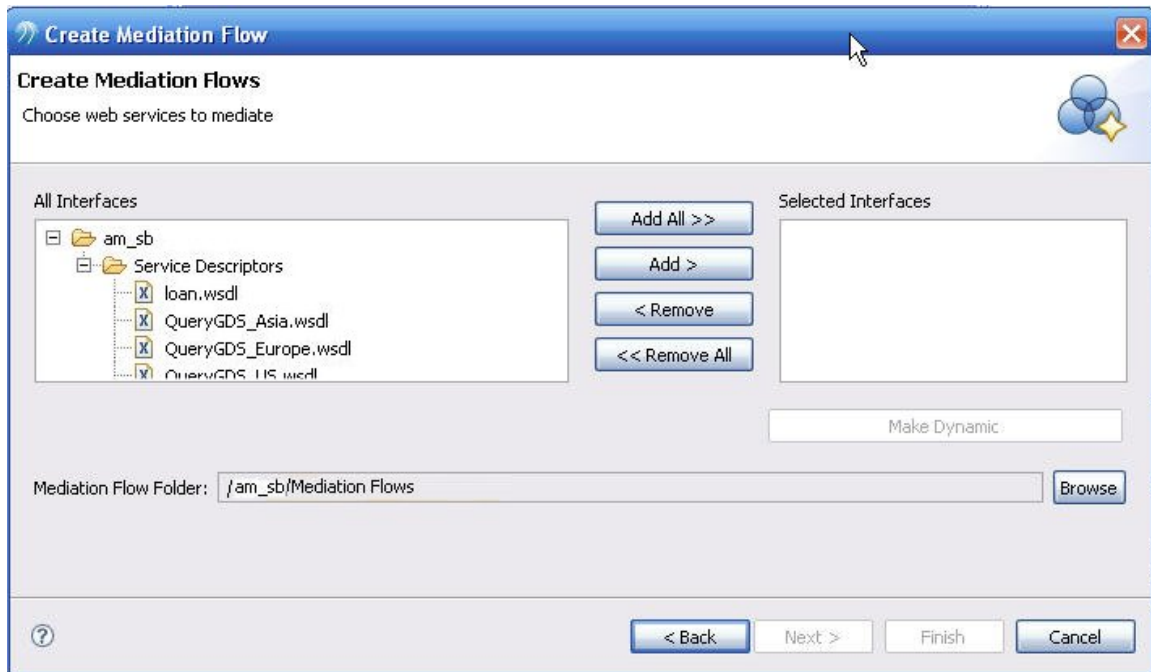 Create Mediation Flow
Create Mediation Flows
Choose web services to mediate
All Interfaces
am_sb
Service Descriptors
loan.wsdl
QueryGDS_Asia.wsdl
QueryGDS_Europe.wsdl
QueryGDS_US.wsdl
Add All >>
Add >
< Remove
<< Remove All
Selected Interfaces
Make Dynamic
Mediation Flow Folder: /am_sb/Mediation Flows Browse
< Back Next > Finish Cancel